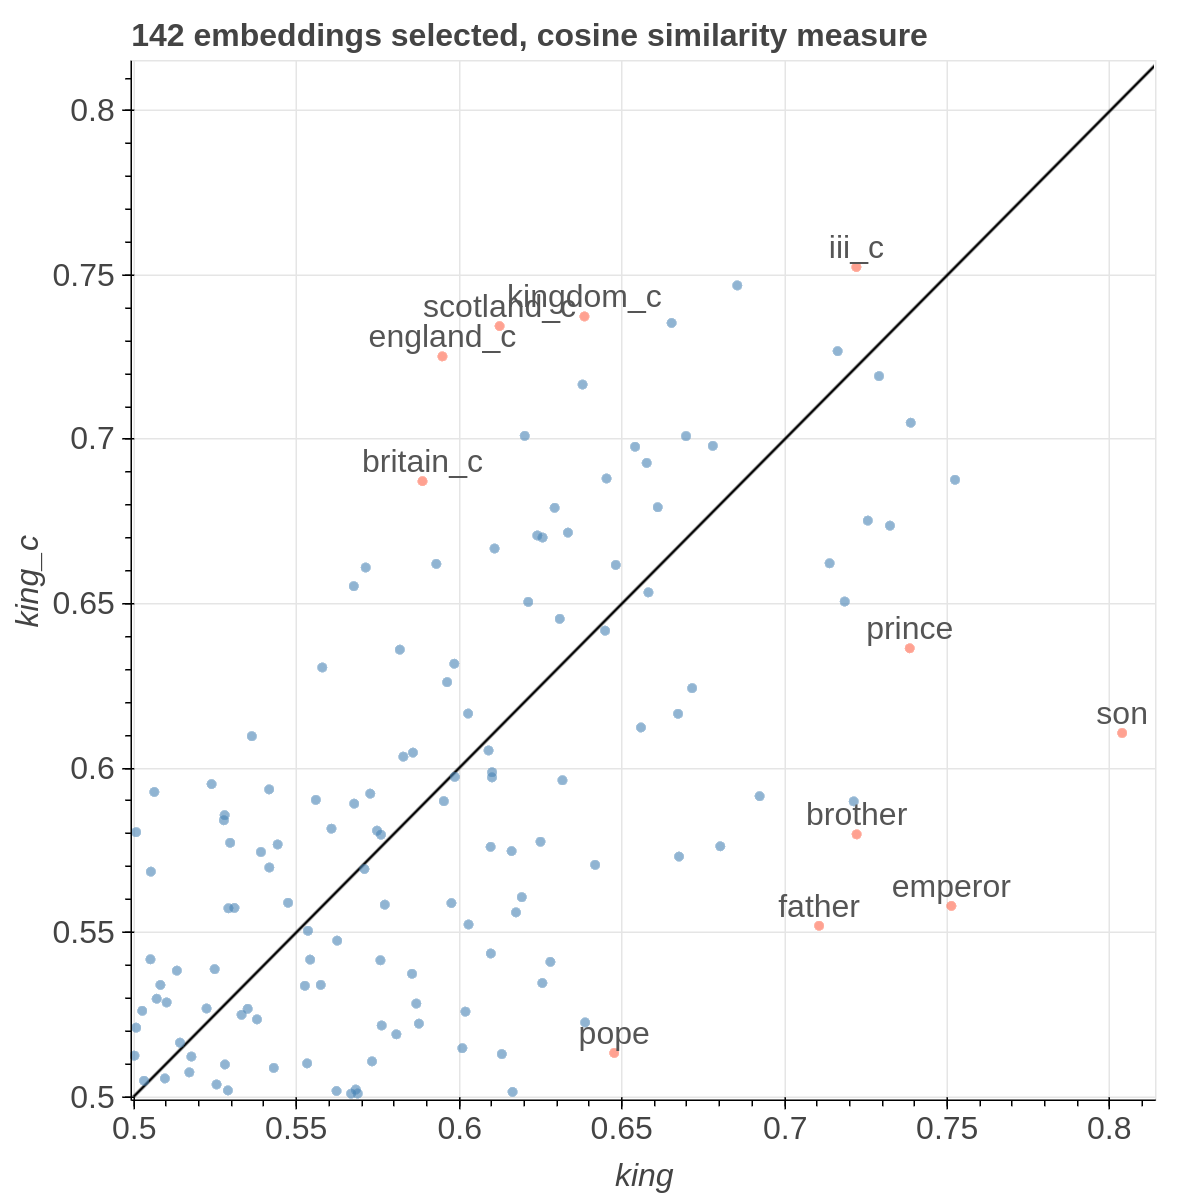 142 embeddings selected, cosine similarity measure
0.8
iii_c
0.75
kingdom_c
scotland_c
england_c
0.7
britain_c
king_c
0.65
prince
son
0.6
brother
emperor
father
0.55
pope
0.5
0.5 0.55 0.6 0.65 0.7 0.75 0.8
king